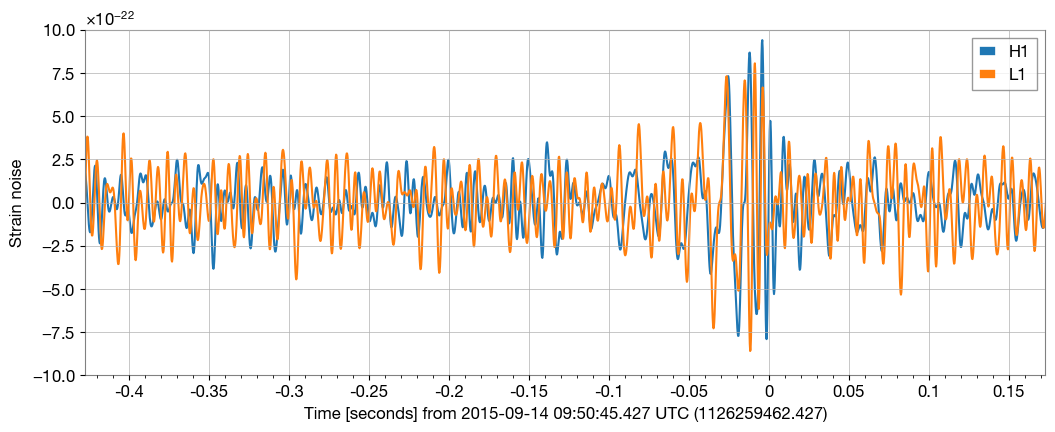 ×10⁻²²
10.0
7.5
5.0
2.5
0.0
−2.5
−5.0
−7.5
−10.0
Strain noise
H1
L1
-0.4 -0.35 -0.3 -0.25 -0.2 -0.15 -0.1 -0.05 0 0.05 0.1 0.15
Time [seconds] from 2015-09-14 09:50:45.427 UTC (1126259462.427)